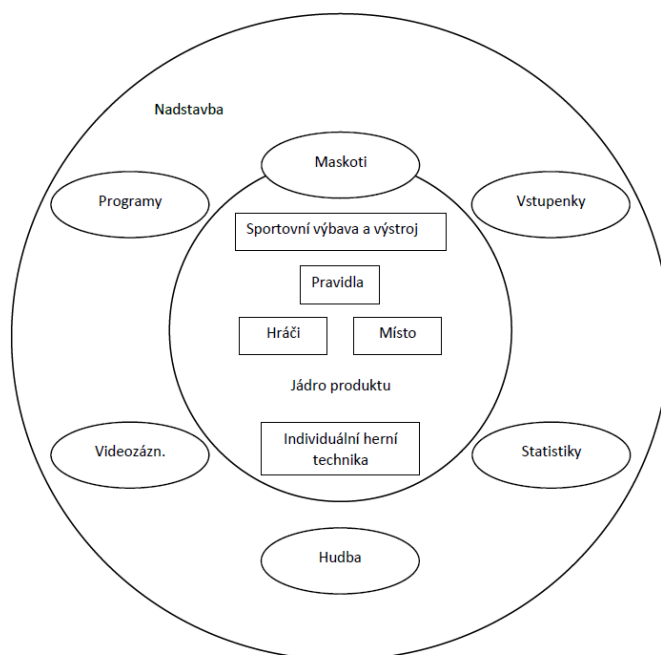 Nadstavba
Maskoti
Programy
Vstupenky
Sportovní výbava a výstroj
Pravidla
Hráči
Místo
Jádro produktu
Individuální herní
technika
Videozázn.
Statistiky
Hudba